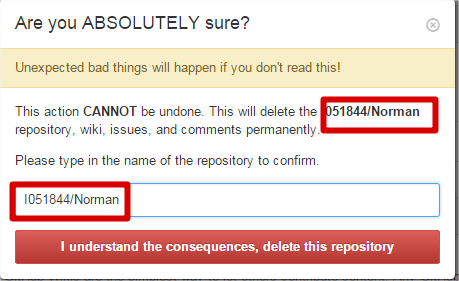 Are you ABSOLUTELY sure?
Unexpected bad things will happen if you don't read this!
This action CANNOT be undone. This will delete the I051844/Norman
repository, wiki, issues, and comments permanently.
Please type in the name of the repository to confirm.
I051844/Norman
I understand the consequences, delete this repository